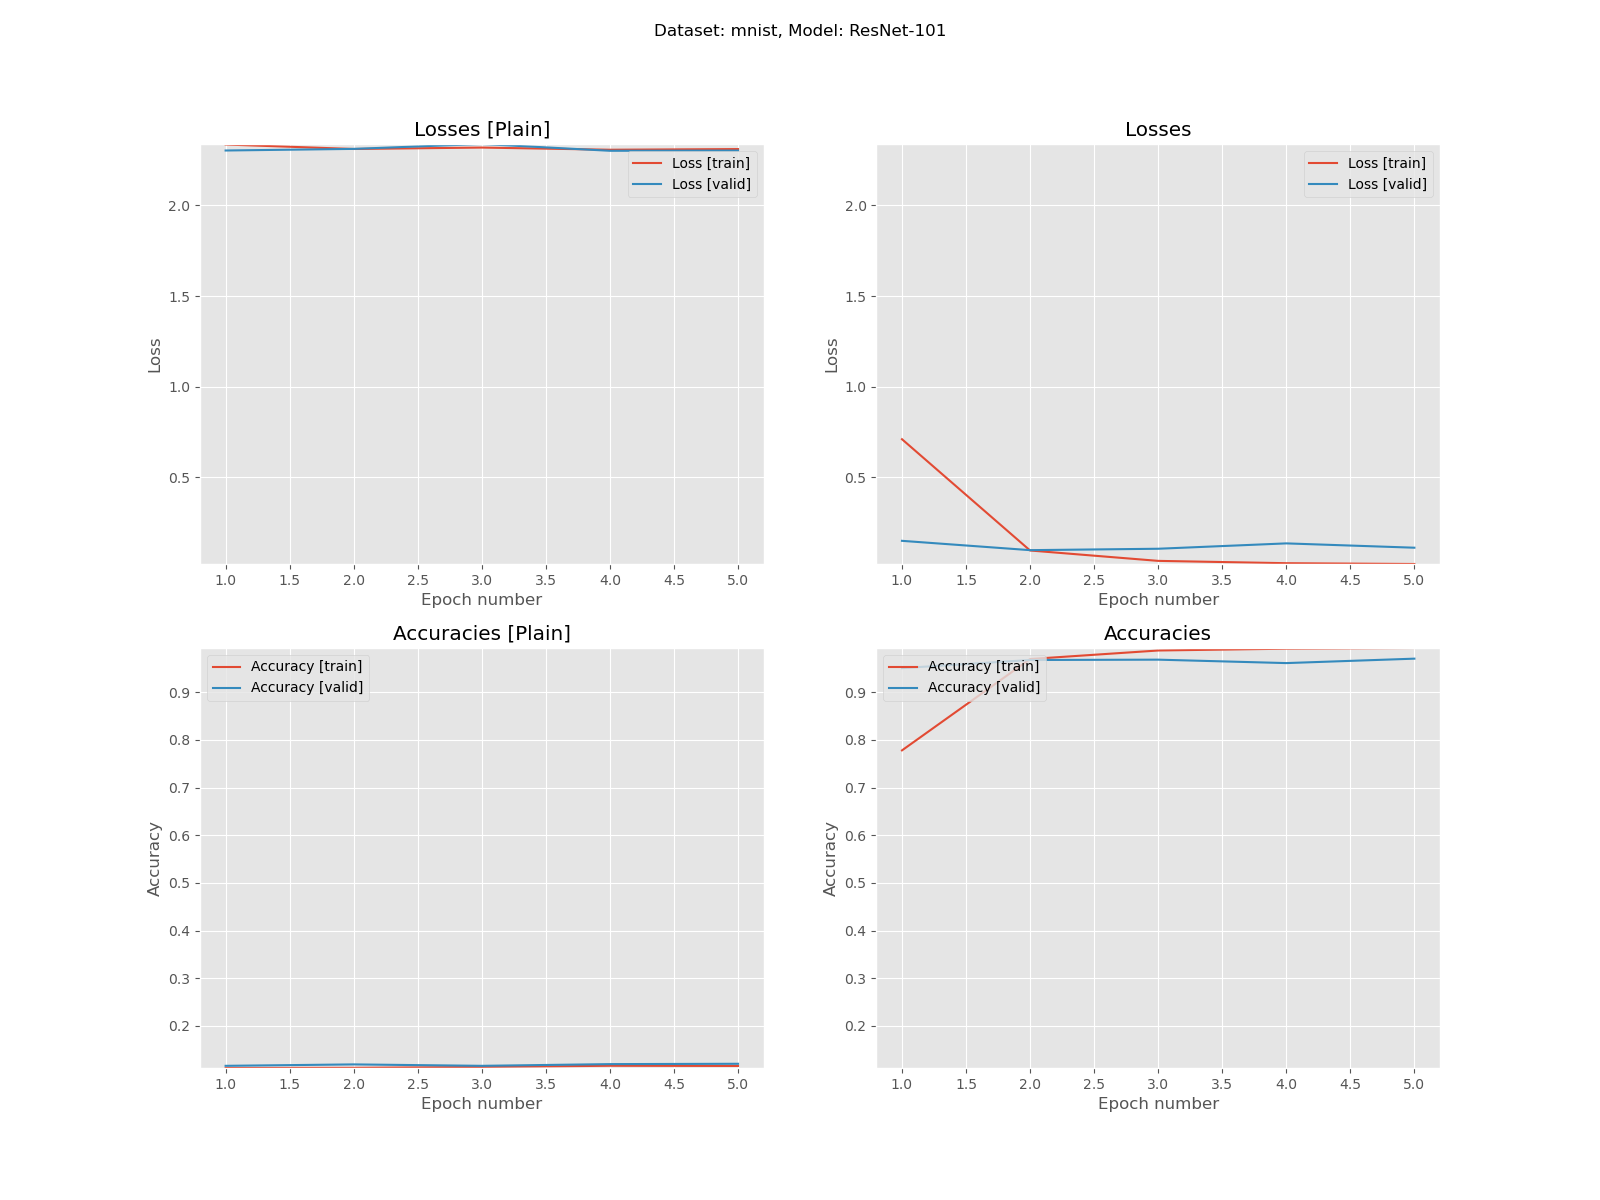 Dataset: mnist, Model: ResNet-101
Losses [Plain]
Loss [train]
Loss [valid]
2.0
1.5
1.0
0.5
Loss
1.0 1.5 2.0 2.5 3.0 3.5 4.0 4.5 5.0
Epoch number
Losses
Loss [train]
Loss [valid]
2.0
1.5
1.0
0.5
Loss
1.0 1.5 2.0 2.5 3.0 3.5 4.0 4.5 5.0
Epoch number
Accuracies [Plain]
Accuracy [train]
Accuracy [valid]
0.9
0.8
0.7
0.6
0.5
0.4
0.3
0.2
Accuracy
1.0 1.5 2.0 2.5 3.0 3.5 4.0 4.5 5.0
Epoch number
Accuracies
Accuracy [train]
Accuracy [valid]
0.9
0.8
0.7
0.6
0.5
0.4
0.3
0.2
Accuracy
1.0 1.5 2.0 2.5 3.0 3.5 4.0 4.5 5.0
Epoch number